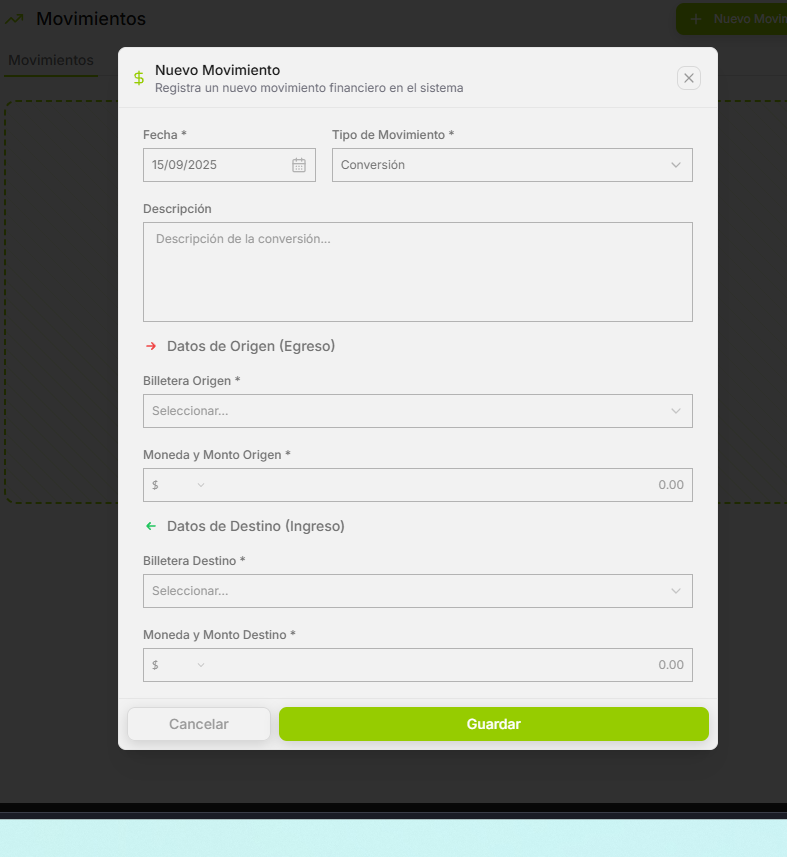 Movimientos
+ Nuevo Movim
Movimientos
$ Nuevo Movimiento
Registra un nuevo movimiento financiero en el sistema
Fecha * Tipo de Movimiento *
15/09/2025 Conversión
Descripción
Descripción de la conversión...
Datos de Origen (Egreso)
Billetera Origen *
Seleccionar...
Moneda y Monto Origen *
$ 0.00
Datos de Destino (Ingreso)
Billetera Destino *
Seleccionar...
Moneda y Monto Destino *
$ 0.00
Cancelar Guardar